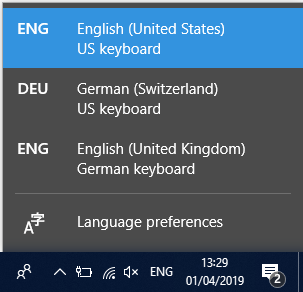 ENG English (United States)
US keyboard
DEU German (Switzerland)
US keyboard
ENG English (United Kingdom)
German keyboard
A字 Language preferences
ENG 13:29
01/04/2019
2